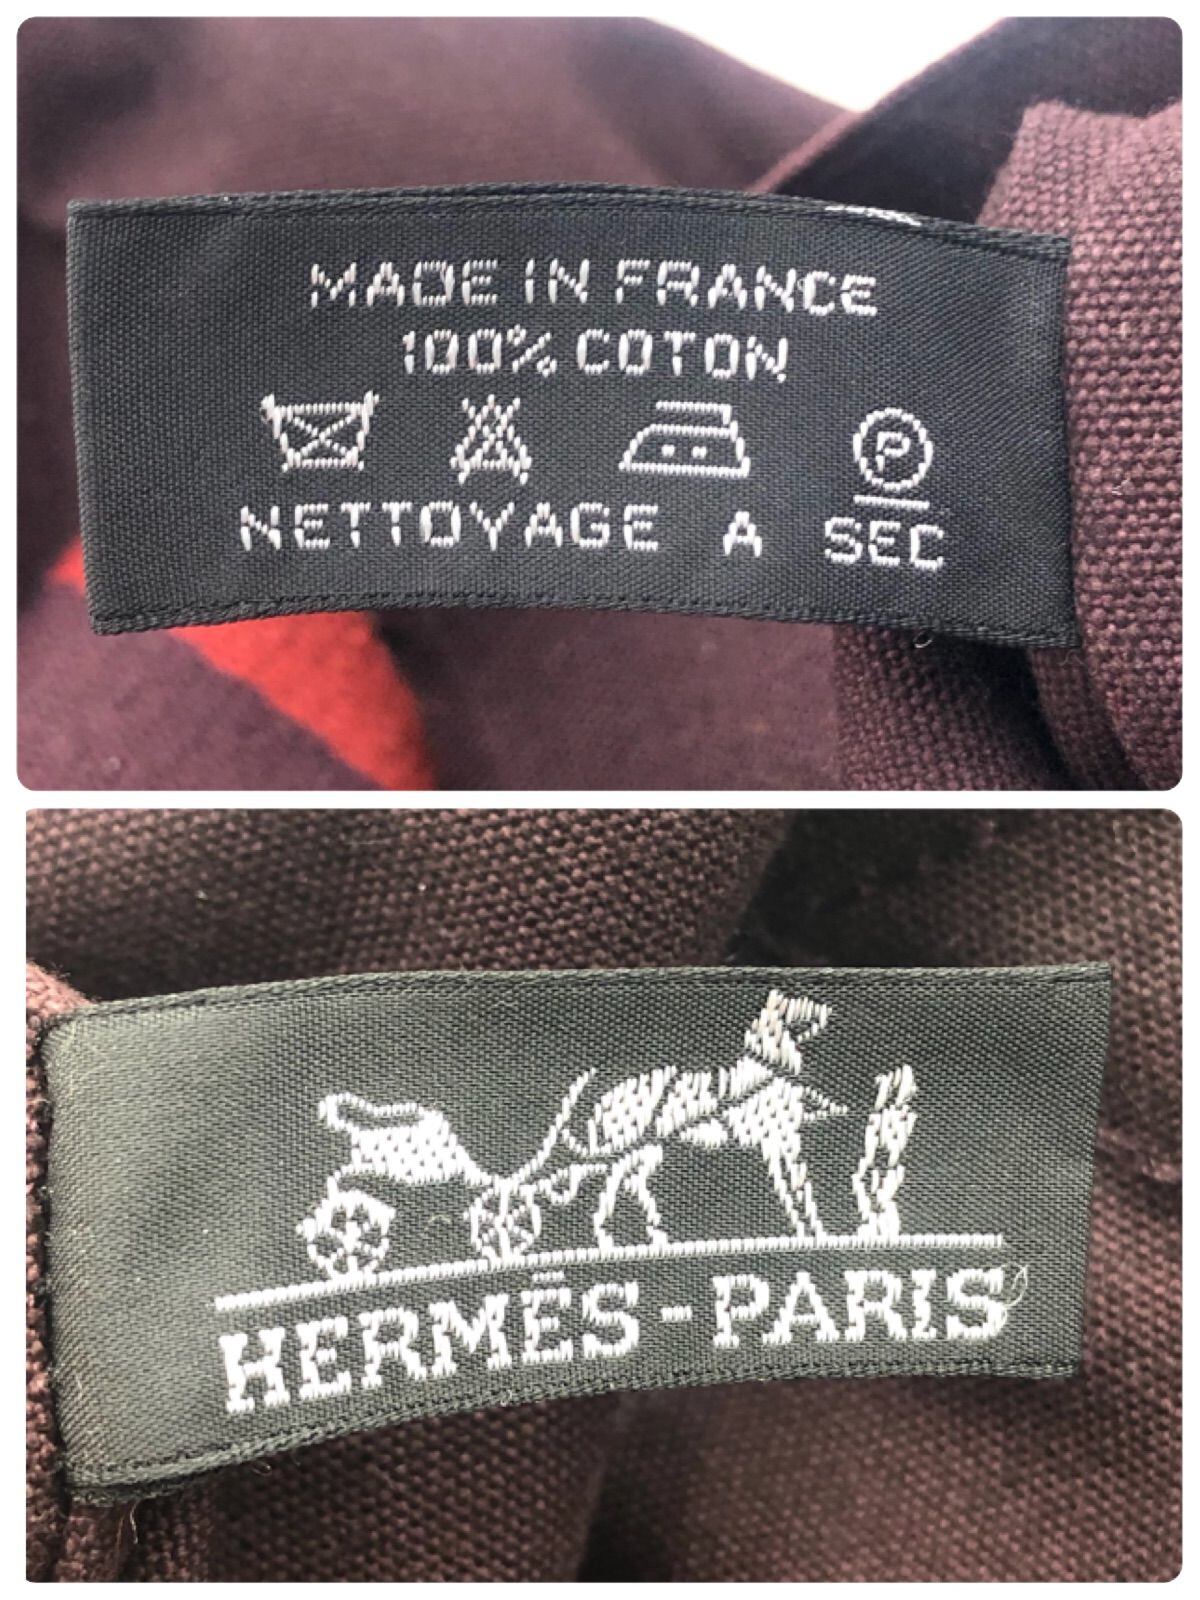 MADE IN FRANCE
100% COTON
P
NETTOYAGE A SEC
HERMÈS-PARIS